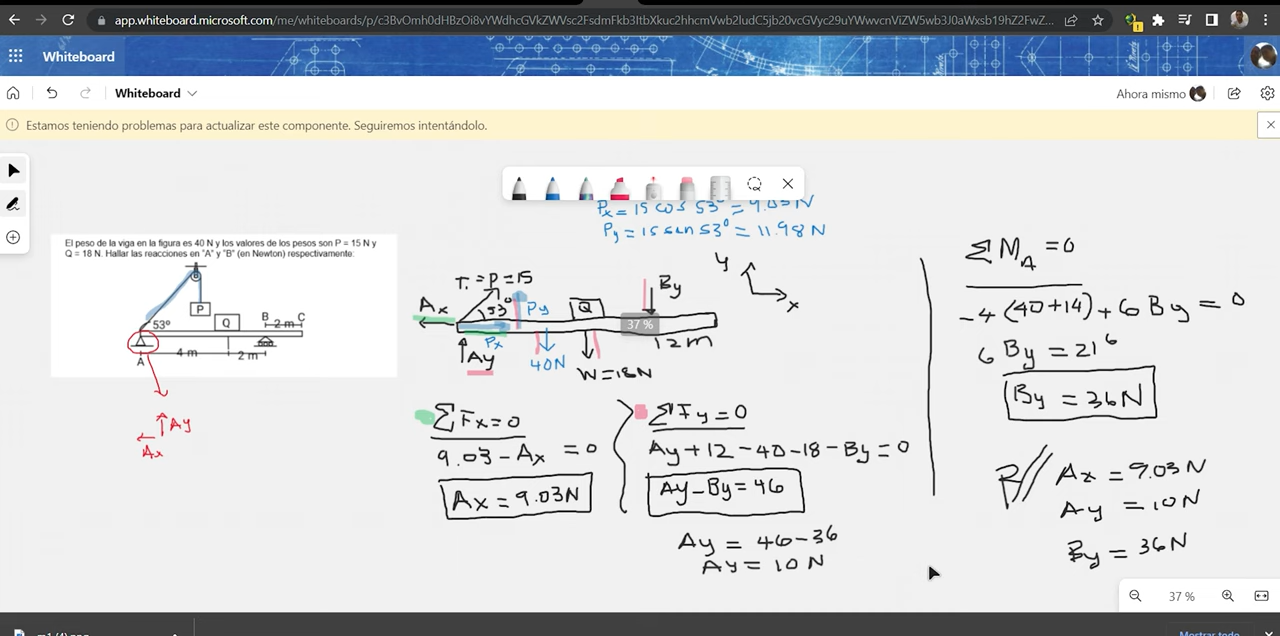 app.whiteboard.microsoft.com/me/whiteboards/p/
Whiteboard
Whiteboard
Ahora mismo
Estamos teniendo problemas para actualizar este componente. Seguiremos intentándolo.
El peso de la viga en la figura es 40 N y los valores de los pesos son P = 15 N y
Q = 18 N. Hallar las reacciones en "A" y "B" (en Newton) respectivamente:
P
53°
Q
B
C
2 m
4 m
2 m
A
Ay
Ax
Px = 15 cos 53° = 9.03 N
Py = 15 sen 53° = 11.98 N
T = P = 15
53°
Ax
Ay
Px
Py
40N
Q
W = 18N
By
12m
37 %
y
x
ΣFx = 0
9.03 - Ax = 0
Ax = 9.03N
ΣFy = 0
Ay + 12 - 40 - 18 - By = 0
Ay - By = 46
Ay = 46 - 36
Ay = 10 N
ΣMA = 0
-4 (40+14) + 6 By = 0
6 By = 216
By = 36N
R// Ax = 9.03 N
Ay = 10 N
By = 36N
37 %
Mostrar todo